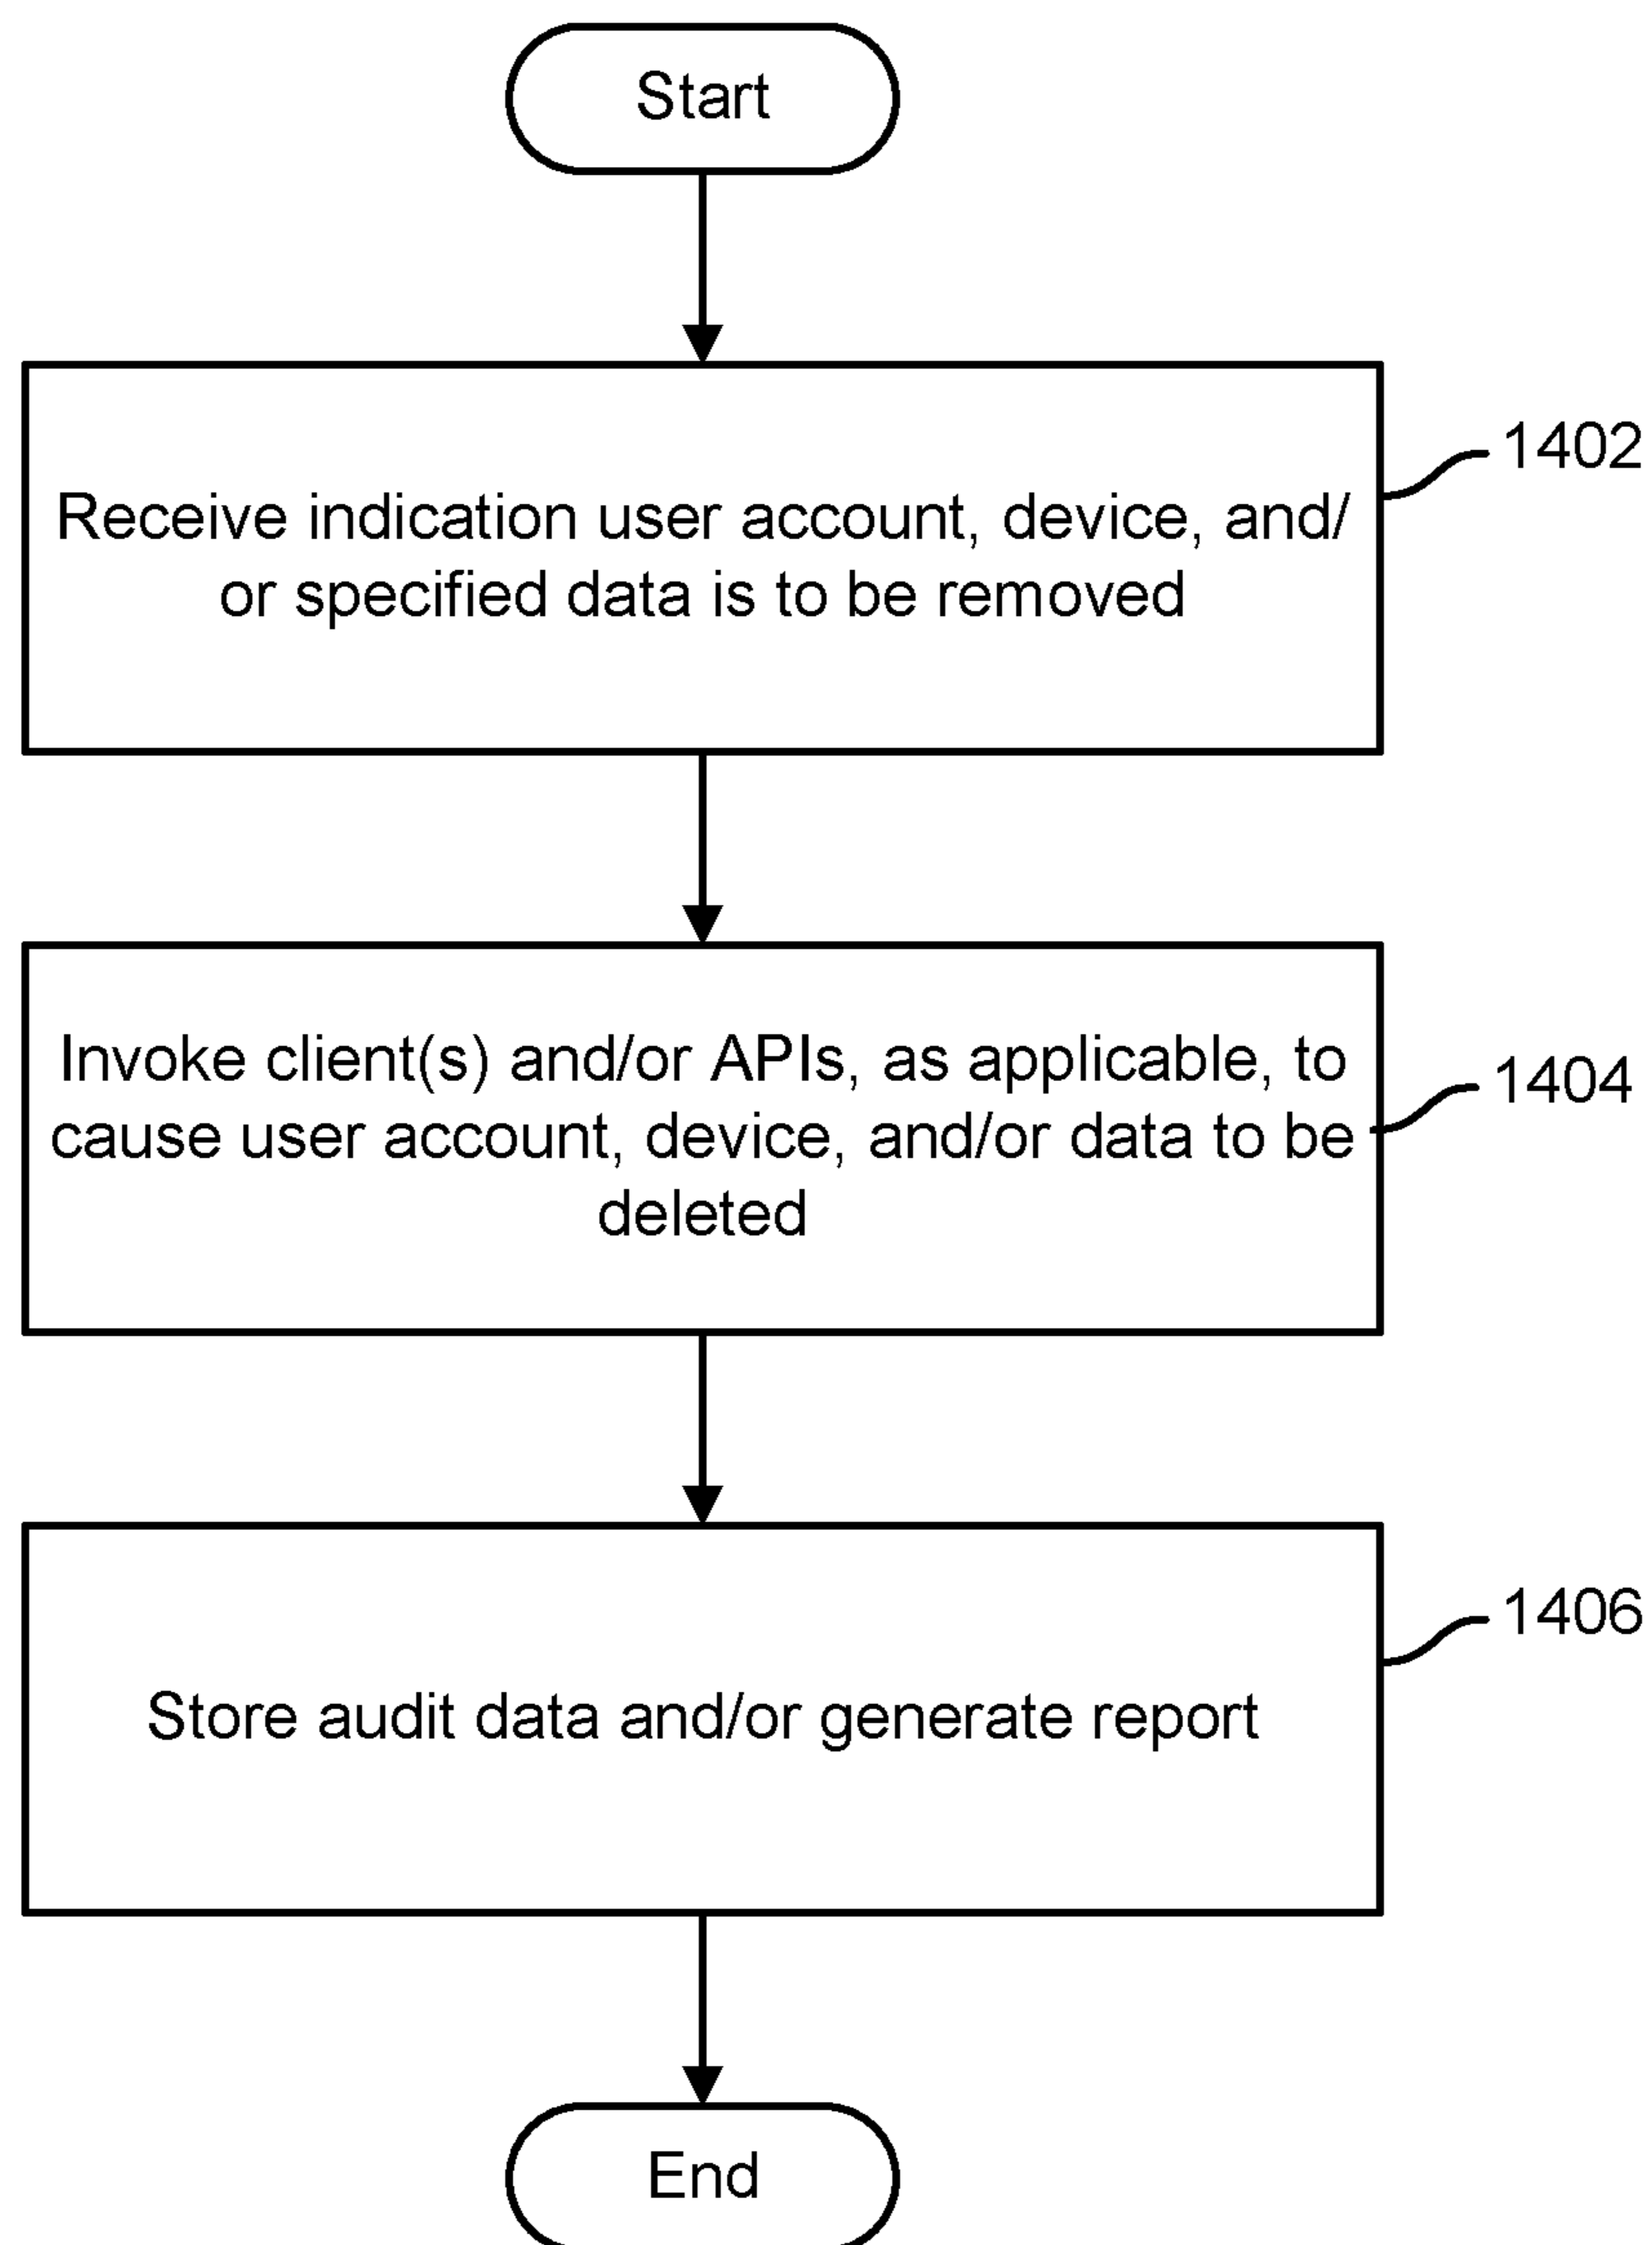 Start
1402
Receive indication user account, device, and/
or specified data is to be removed
1404
Invoke client(s) and/or APIs, as applicable, to
cause user account, device, and/or data to be
deleted
1406
Store audit data and/or generate report
End